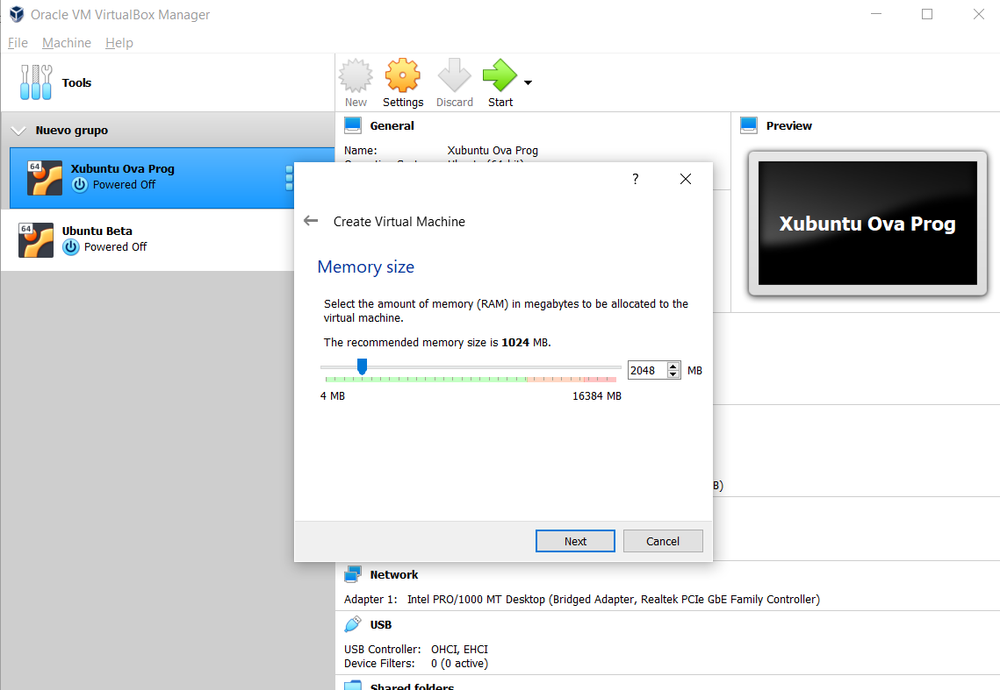 Oracle VM VirtualBox Manager
File Machine Help
Tools
New Settings Discard Start
Nuevo grupo
64
Xubuntu Ova Prog
Powered Off
64
Ubuntu Beta
Powered Off
General
Name: Xubuntu Ova Prog
Preview
Xubuntu Ova Prog
?
Create Virtual Machine
Memory size
Select the amount of memory (RAM) in megabytes to be allocated to the
virtual machine.
The recommended memory size is 1024 MB.
2048 MB
4 MB 16384 MB
B)
Next Cancel
Network
Adapter 1: Intel PRO/1000 MT Desktop (Bridged Adapter, Realtek PCIe GbE Family Controller)
USB
USB Controller: OHCI, EHCI
Device Filters: 0 (0 active)
Shared folders